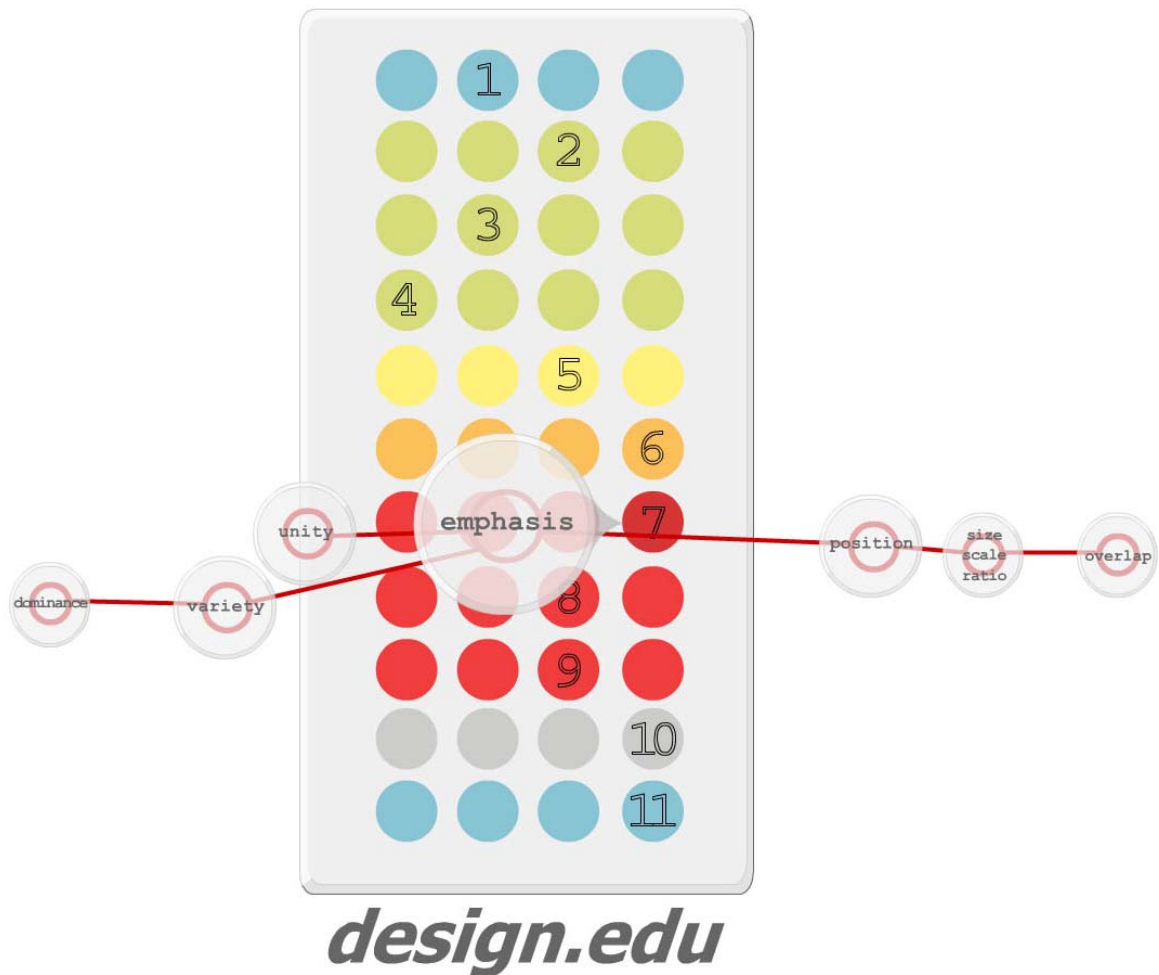 1
2
3
4
5
6
emphasis
7
unity
position
size
scale
ratio
overlap
dominance
variety
8
9
10
11
design.edu